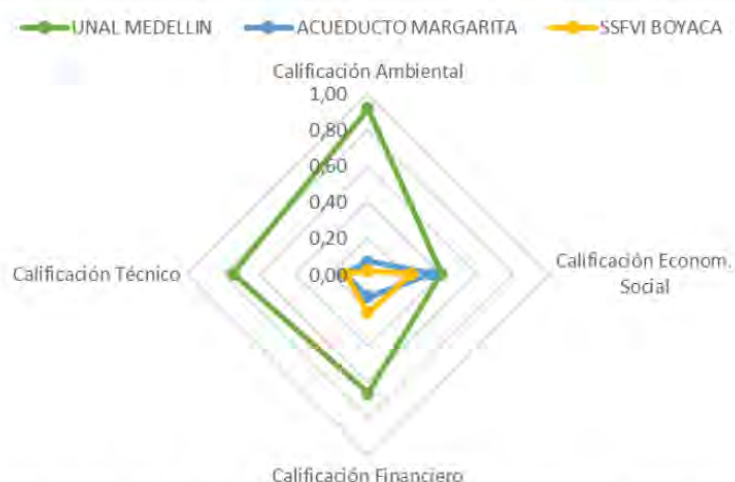 UNAL MEDELLIN ACUEDUCTO MARGARITA SSFVI BOYACA
Calificación Ambiental
1,00
0,80
0,60
0,40
0,20
0,00
Calificación Técnico
Calificación Econom.
Social
Calificación Financiero